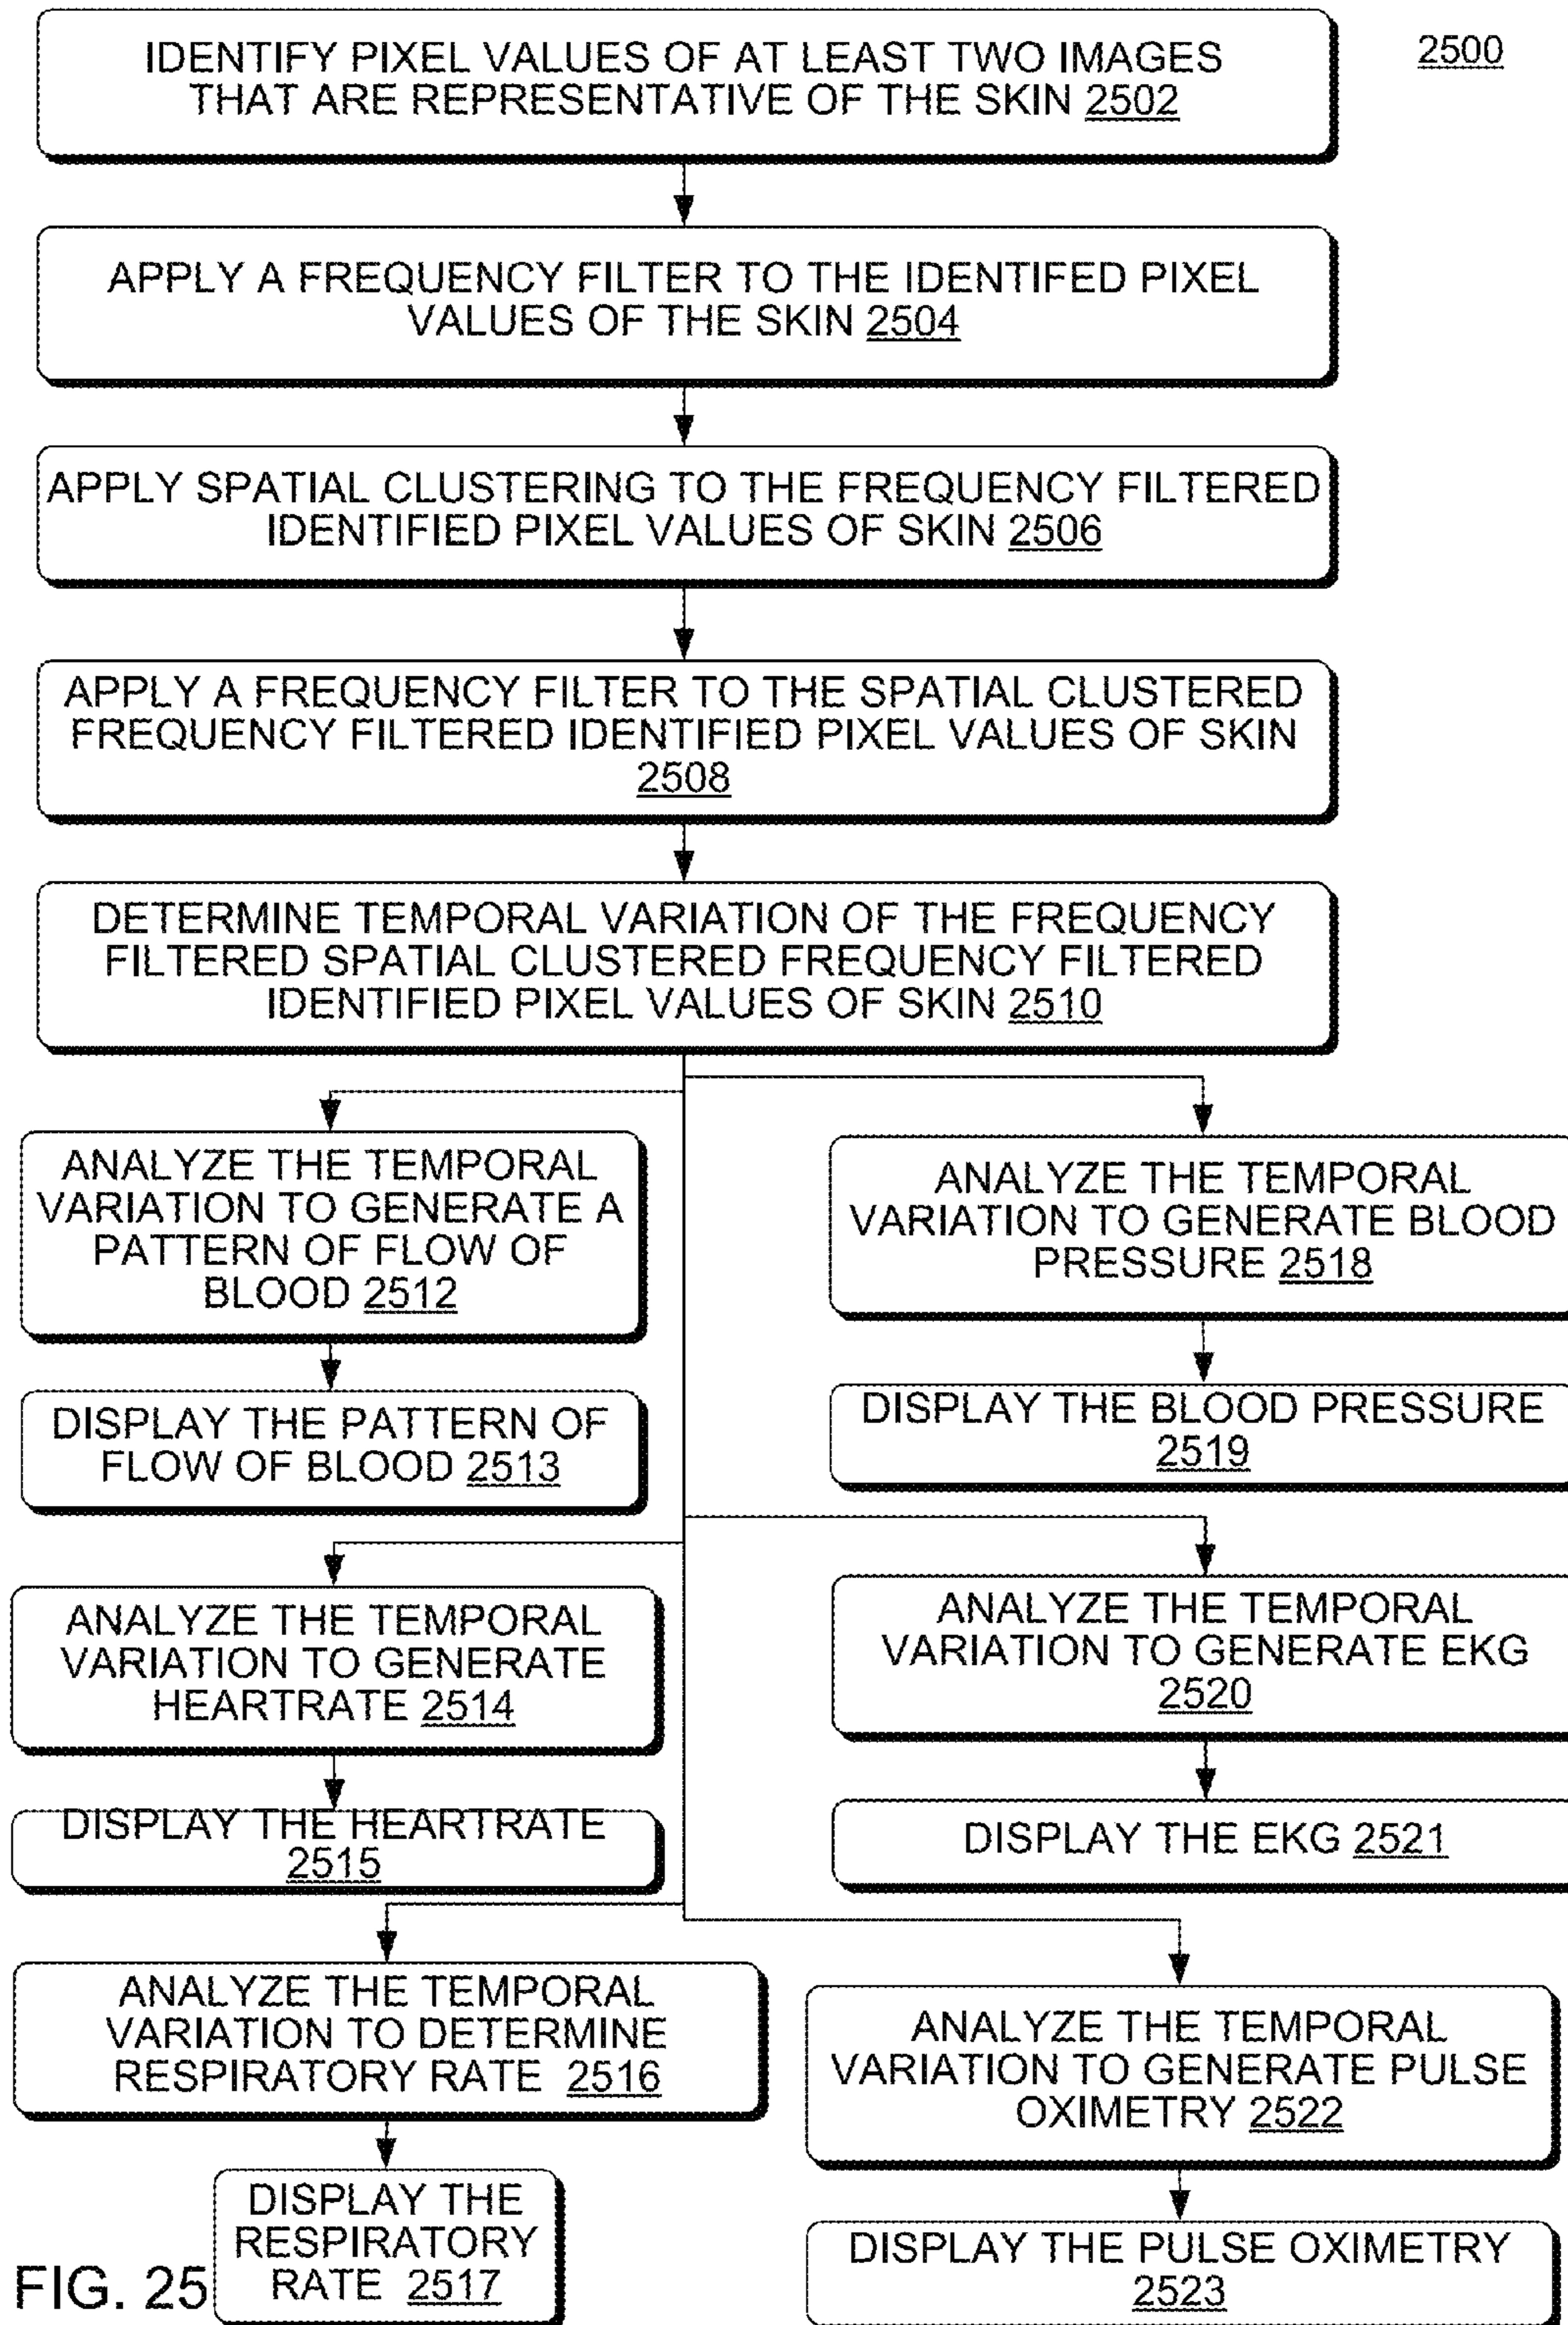 2500
IDENTIFY PIXEL VALUES OF AT LEAST TWO IMAGES
THAT ARE REPRESENTATIVE OF THE SKIN 2502
APPLY A FREQUENCY FILTER TO THE IDENTIFED PIXEL
VALUES OF THE SKIN 2504
APPLY SPATIAL CLUSTERING TO THE FREQUENCY FILTERED
IDENTIFIED PIXEL VALUES OF SKIN 2506
APPLY A FREQUENCY FILTER TO THE SPATIAL CLUSTERED
FREQUENCY FILTERED IDENTIFIED PIXEL VALUES OF SKIN
2508
DETERMINE TEMPORAL VARIATION OF THE FREQUENCY
FILTERED SPATIAL CLUSTERED FREQUENCY FILTERED
IDENTIFIED PIXEL VALUES OF SKIN 2510
ANALYZE THE TEMPORAL
VARIATION TO GENERATE A
PATTERN OF FLOW OF
BLOOD 2512
DISPLAY THE PATTERN OF
FLOW OF BLOOD 2513
ANALYZE THE TEMPORAL
VARIATION TO GENERATE BLOOD
PRESSURE 2518
DISPLAY THE BLOOD PRESSURE
2519
ANALYZE THE TEMPORAL
VARIATION TO GENERATE
HEARTRATE 2514
DISPLAY THE HEARTRATE
2515
ANALYZE THE TEMPORAL
VARIATION TO GENERATE EKG
2520
DISPLAY THE EKG 2521
ANALYZE THE TEMPORAL
VARIATION TO DETERMINE
RESPIRATORY RATE 2516
DISPLAY THE
RESPIRATORY
RATE 2517
ANALYZE THE TEMPORAL
VARIATION TO GENERATE PULSE
OXIMETRY 2522
DISPLAY THE PULSE OXIMETRY
2523
FIG. 25